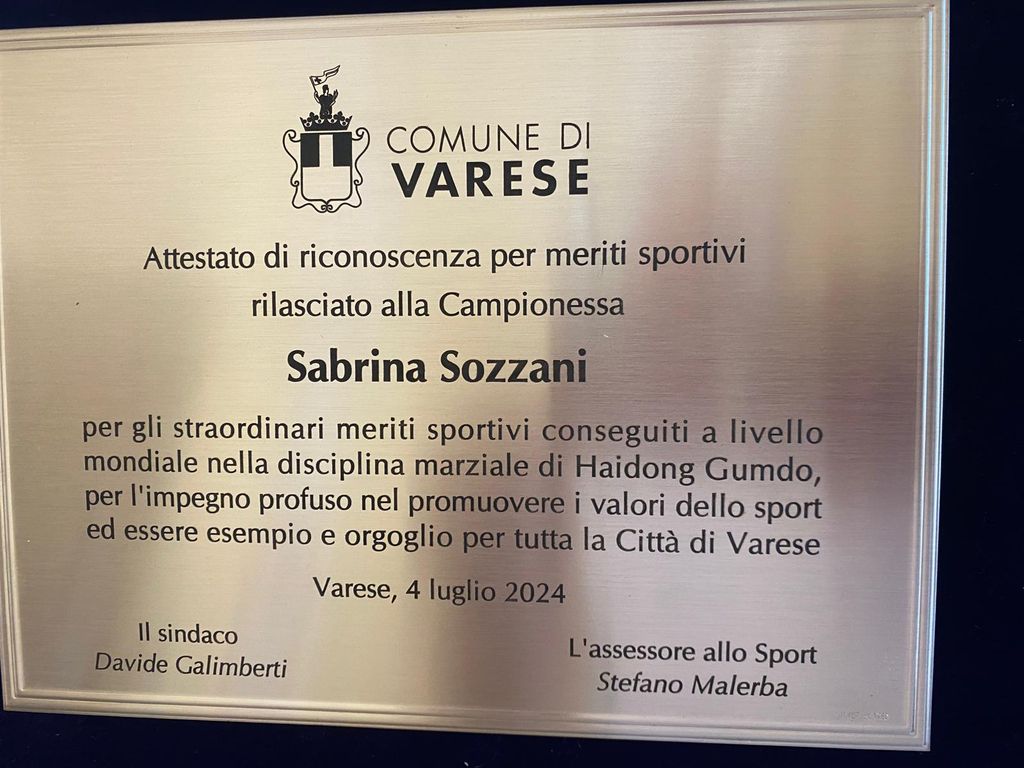 COMUNE DI
VARESE
Attestato di riconoscenza per meriti sportivi
rilasciato alla Campionessa
Sabrina Sozzani
per gli straordinari meriti sportivi conseguiti a livello
mondiale nella disciplina marziale di Haidong Gumdo,
per l'impegno profuso nel promuovere i valori dello sport
ed essere esempio e orgoglio per tutta la Città di Varese
Varese, 4 luglio 2024
Il sindaco
Davide Galimberti
L'assessore allo Sport
Stefano Malerba